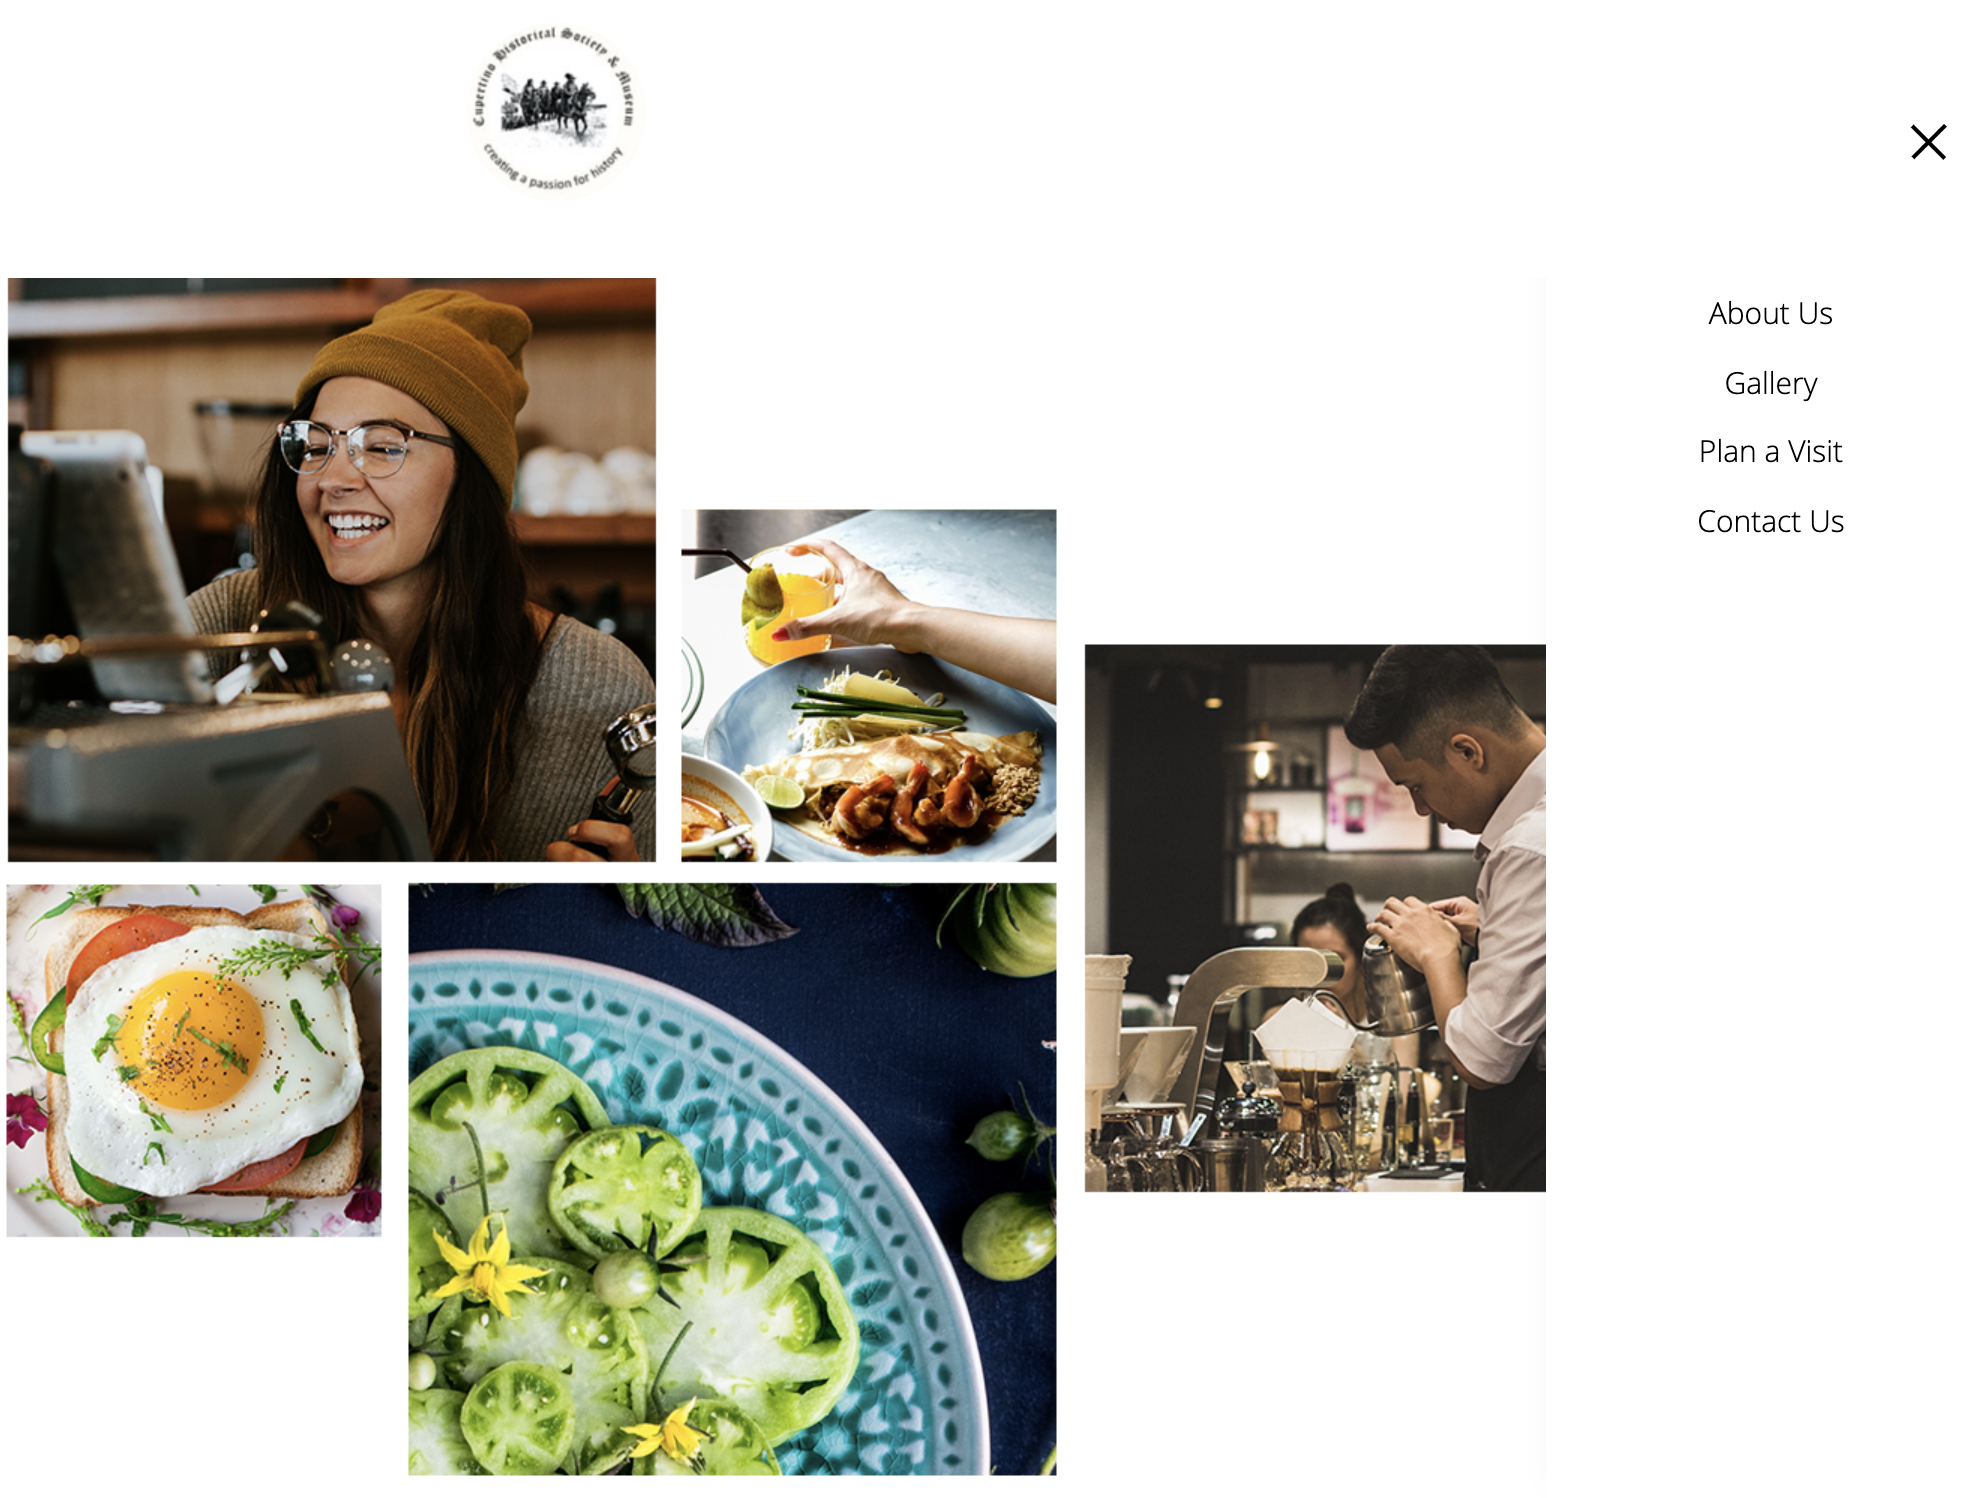 Cupertino Historical Society & Museum
creating a passion for history
About Us
Gallery
Plan a Visit
Contact Us